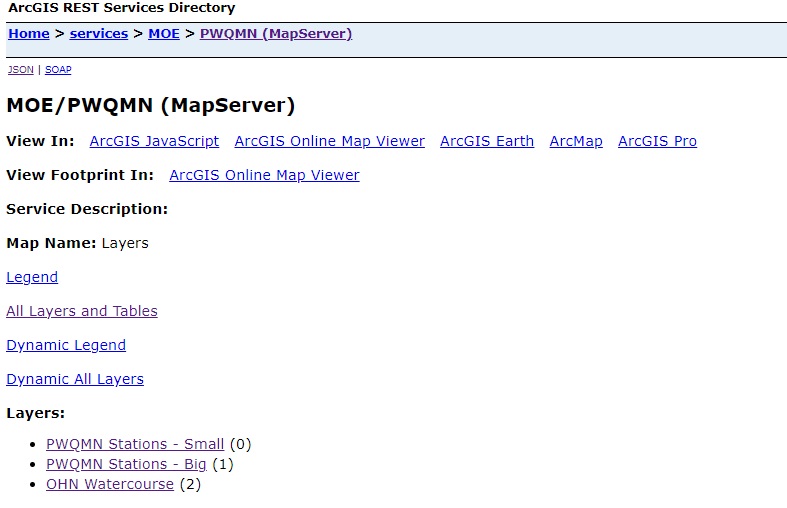 ArcGIS REST Services Directory
Home > services > MOE > PWQMN (MapServer)
JSON | SOAP
MOE/PWQMN (MapServer)
View In: ArcGIS JavaScript ArcGIS Online Map Viewer ArcGIS Earth ArcMap ArcGIS Pro
View Footprint In: ArcGIS Online Map Viewer
Service Description:
Map Name: Layers
Legend
All Layers and Tables
Dynamic Legend
Dynamic All Layers
Layers:
• PWQMN Stations - Small (0)
• PWQMN Stations - Big (1)
• OHN Watercourse (2)